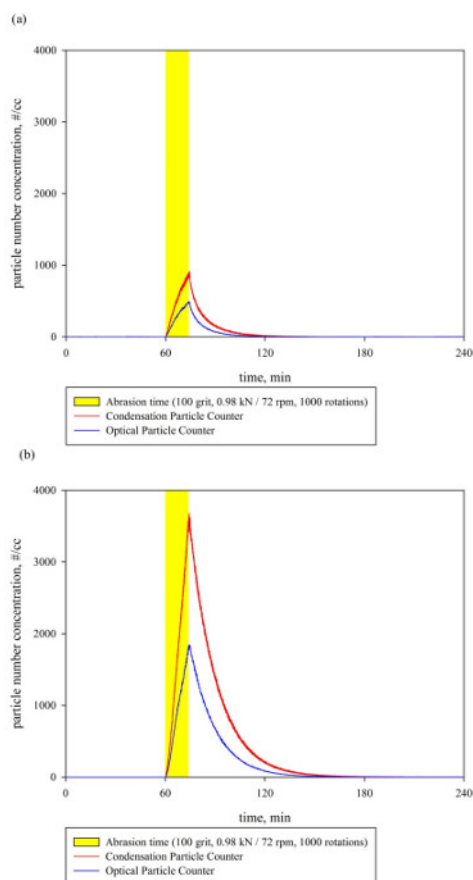 (a)
4000
3000
2000
1000
0
particle number concentration, #/cc
0 60 120 180 240
time, min
Abrasion time (100 grit, 0.98 kN / 72 rpm, 1000 rotations)
Condensation Particle Counter
Optical Particle Counter
(b)
4000
3000
2000
1000
0
particle number concentration, #/cc
0 60 120 180 240
time, min
Abrasion time (100 grit, 0.98 kN / 72 rpm, 1000 rotations)
Condensation Particle Counter
Optical Particle Counter